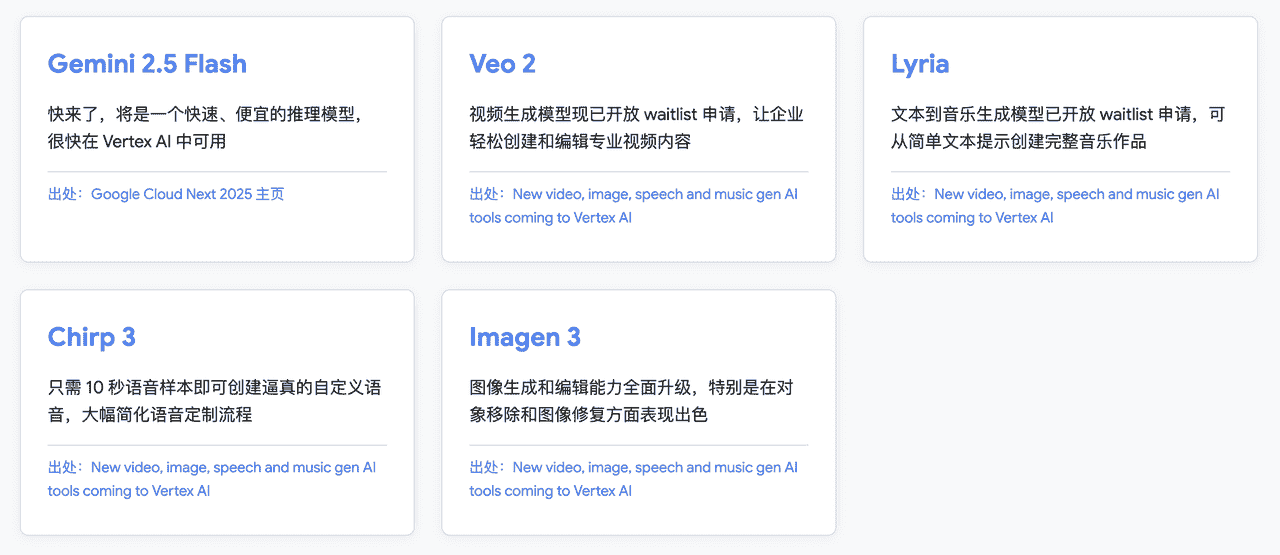 Gemini 2.5 Flash
快来了，将是一个快速、便宜的推理模型，
很快在 Vertex AI 中可用
出处：Google Cloud Next 2025 主页
Veo 2
视频生成模型现已开放 waitlist 申请，让企业
轻松创建和编辑专业视频内容
出处：New video, image, speech and music gen AI
tools coming to Vertex AI
Lyria
文本到音乐生成模型已开放 waitlist 申请，可
从简单文本提示创建完整音乐作品
出处：New video, image, speech and music gen AI
tools coming to Vertex AI
Chirp 3
只需 10 秒语音样本即可创建逼真的自定义语
音，大幅简化语音定制流程
出处：New video, image, speech and music gen AI
tools coming to Vertex AI
Imagen 3
图像生成和编辑能力全面升级，特别是在对
象移除和图像修复方面表现出色
出处：New video, image, speech and music gen AI
tools coming to Vertex AI